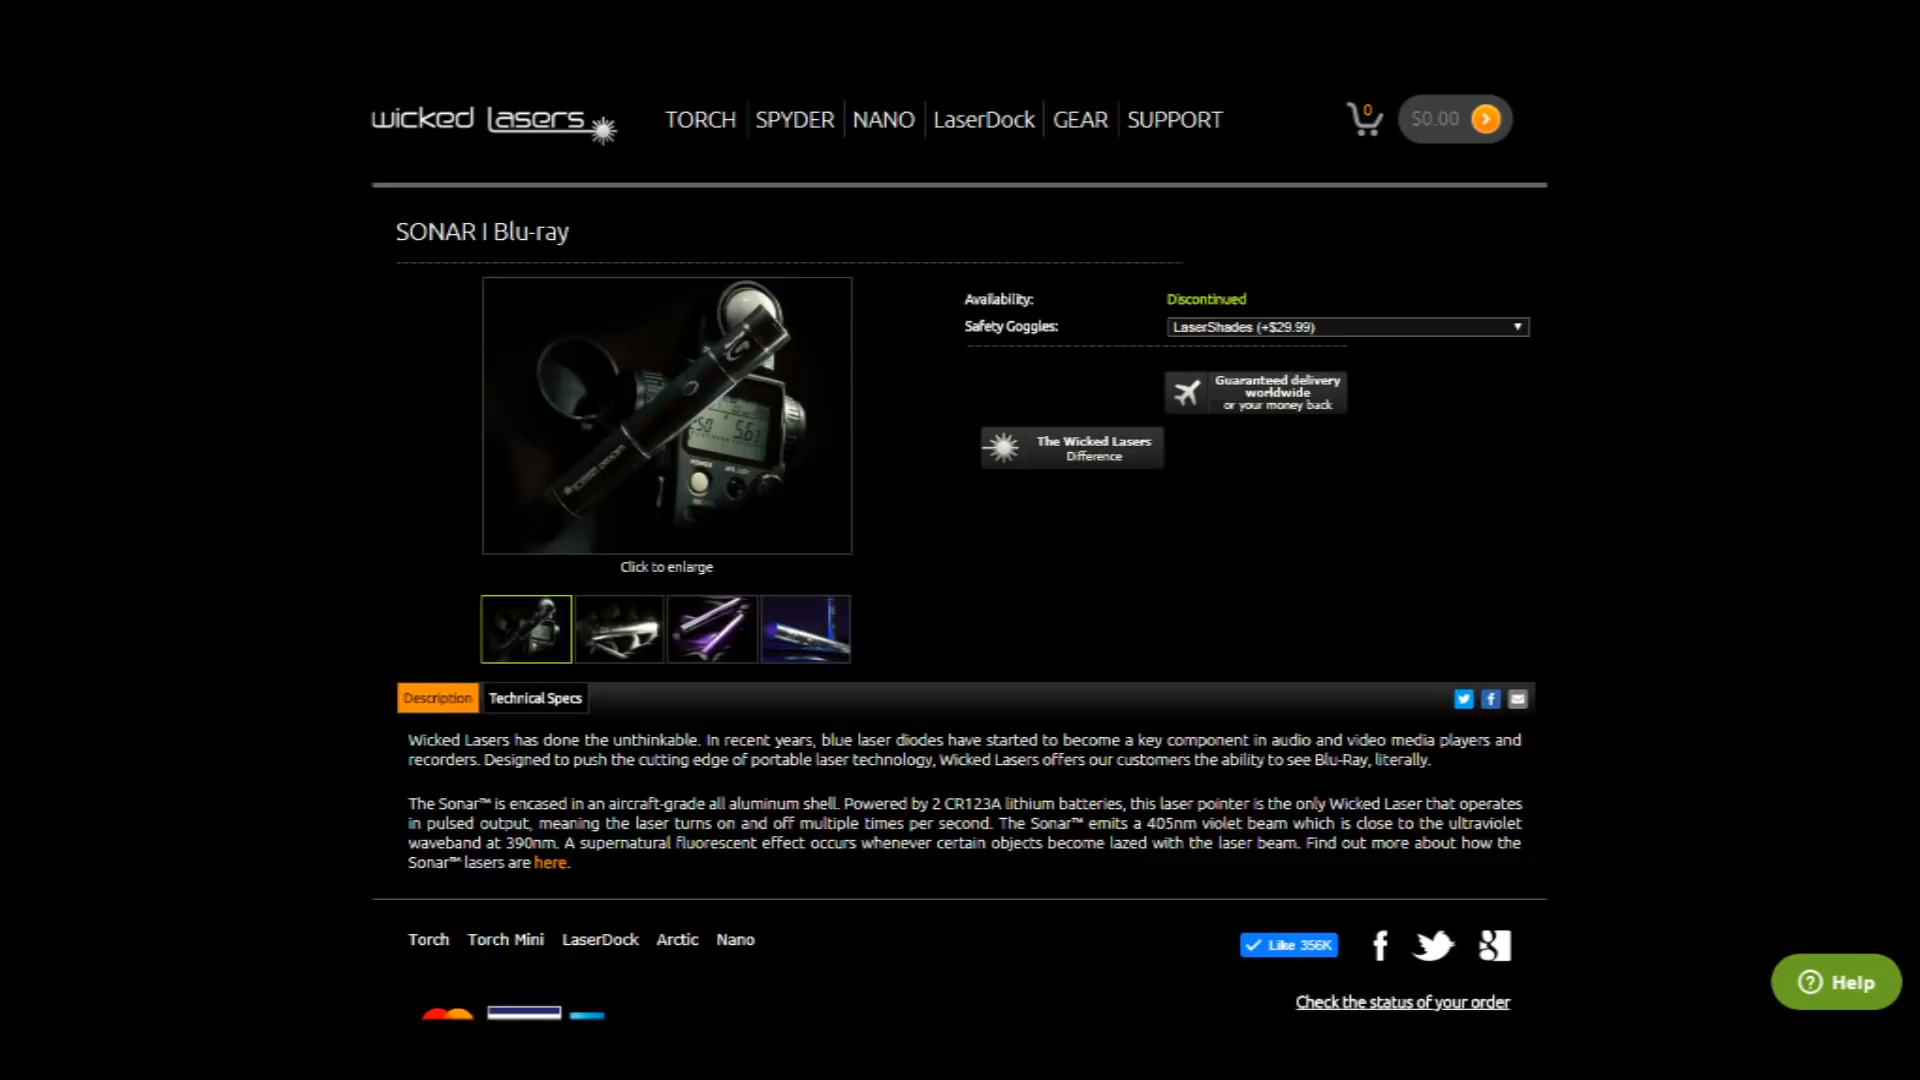 wicked lasers
TORCH SPYDER NANO LaserDock GEAR SUPPORT
0
$0.00
SONAR I Blu-ray
Availability: Discontinued
Safety Goggles: LaserShades (+$29.99)
Guaranteed delivery
worldwide
or your money back
The Wicked Lasers
Difference
Click to enlarge
Description Technical Specs
Wicked Lasers has done the unthinkable. In recent years, blue laser diodes have started to become a key component in audio and video media players and
recorders. Designed to push the cutting edge of portable laser technology, Wicked Lasers offers our customers the ability to see Blu-Ray, literally.
The Sonar™ is encased in an aircraft-grade all aluminum shell. Powered by 2 CR123A lithium batteries, this laser pointer is the only Wicked Laser that operates
in pulsed output, meaning the laser turns on and off multiple times per second. The Sonar™ emits a 405nm violet beam which is close to the ultraviolet
waveband at 390nm. A supernatural fluorescent effect occurs whenever certain objects become lazed with the laser beam. Find out more about how the
Sonar™ lasers are here.
Torch Torch Mini LaserDock Arctic Nano
Like 356K
Check the status of your order
Help